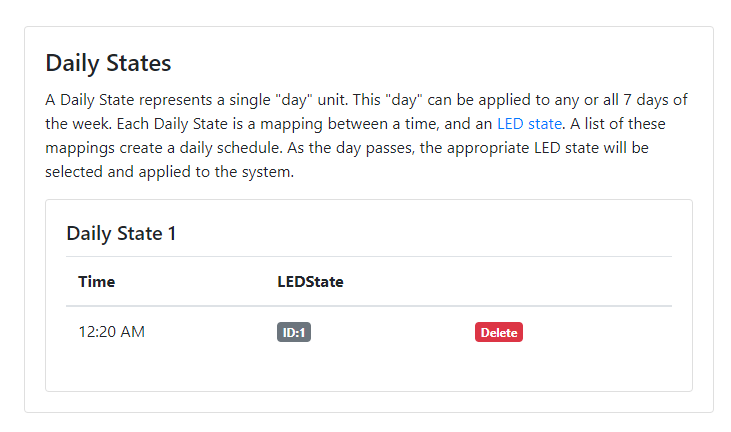 Daily States
A Daily State represents a single "day" unit. This "day" can be applied to any or all 7 days of
the week. Each Daily State is a mapping between a time, and an LED state. A list of these
mappings create a daily schedule. As the day passes, the appropriate LED state will be
selected and applied to the system.
Daily State 1
Time LEDState
12:20 AM ID:1 Delete